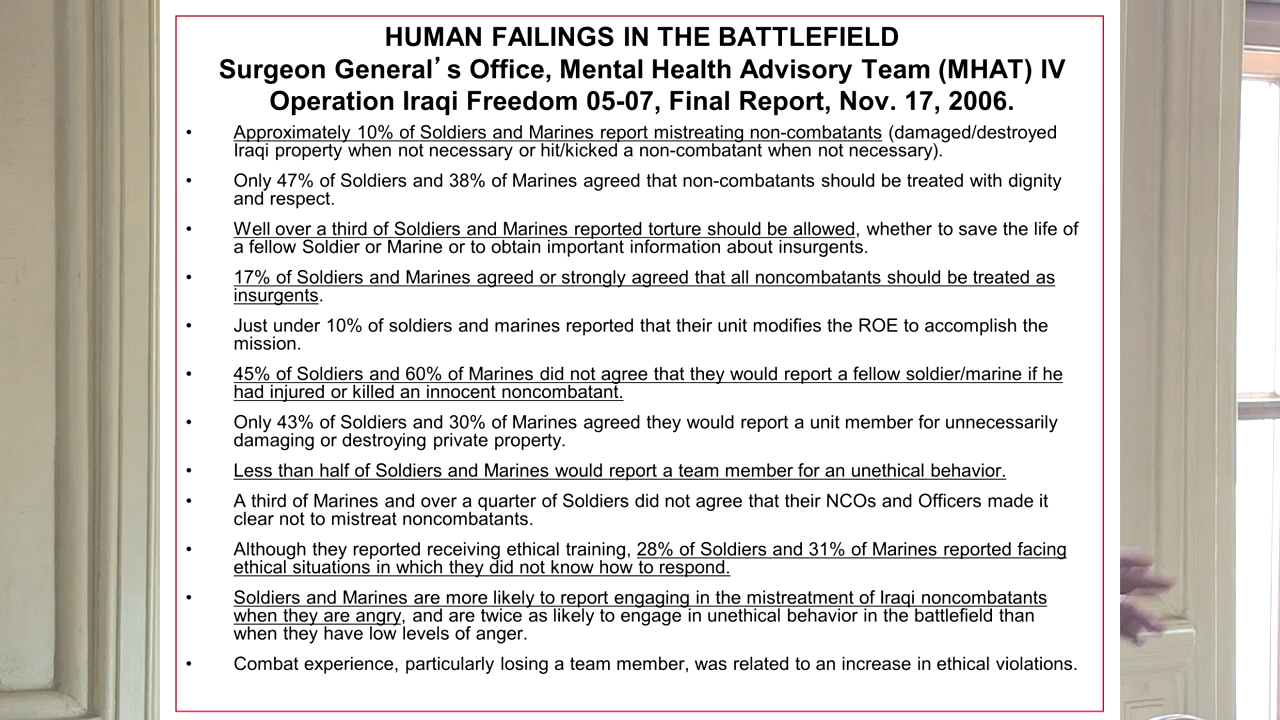 HUMAN FAILINGS IN THE BATTLEFIELD
Surgeon General’s Office, Mental Health Advisory Team (MHAT) IV
Operation Iraqi Freedom 05-07, Final Report, Nov. 17, 2006.
• Approximately 10% of Soldiers and Marines report mistreating non-combatants (damaged/destroyed
Iraqi property when not necessary or hit/kicked a non-combatant when not necessary).
• Only 47% of Soldiers and 38% of Marines agreed that non-combatants should be treated with dignity
and respect.
• Well over a third of Soldiers and Marines reported torture should be allowed, whether to save the life of
a fellow Soldier or Marine or to obtain important information about insurgents.
• 17% of Soldiers and Marines agreed or strongly agreed that all noncombatants should be treated as
insurgents.
• Just under 10% of soldiers and marines reported that their unit modifies the ROE to accomplish the
mission.
• 45% of Soldiers and 60% of Marines did not agree that they would report a fellow soldier/marine if he
had injured or killed an innocent noncombatant.
• Only 43% of Soldiers and 30% of Marines agreed they would report a unit member for unnecessarily
damaging or destroying private property.
• Less than half of Soldiers and Marines would report a team member for an unethical behavior.
• A third of Marines and over a quarter of Soldiers did not agree that their NCOs and Officers made it
clear not to mistreat noncombatants.
• Although they reported receiving ethical training, 28% of Soldiers and 31% of Marines reported facing
ethical situations in which they did not know how to respond.
• Soldiers and Marines are more likely to report engaging in the mistreatment of Iraqi noncombatants
when they are angry, and are twice as likely to engage in unethical behavior in the battlefield than
when they have low levels of anger.
• Combat experience, particularly losing a team member, was related to an increase in ethical violations.